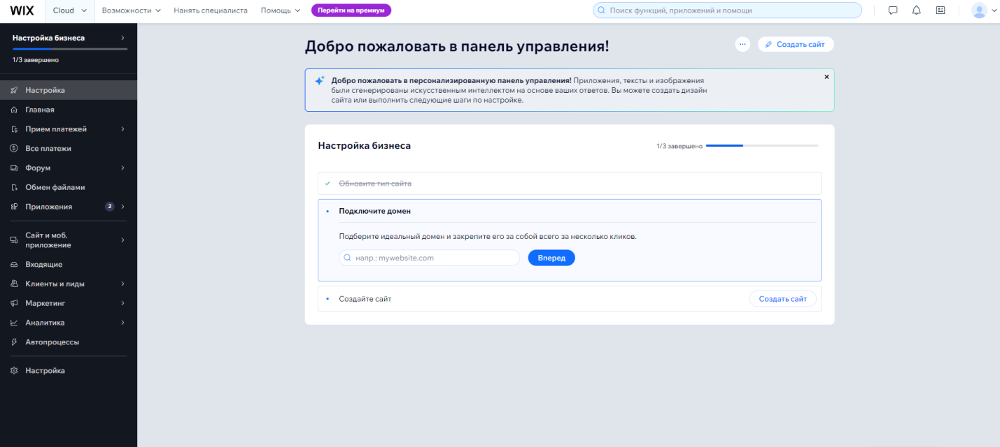 WIX
Cloud
Возможности
Нанять специалиста
Помощь
Перейти на премиум
Поиск функций, приложений и помощи
Настройка бизнеса
1/3 завершено
Настройка
Главная
Прием платежей
Все платежи
Форум
Обмен файлами
Приложения 2
Сайт и моб.
приложение
Входящие
Клиенты и лиды
Маркетинг
Аналитика
Автопроцессы
Настройка
Добро пожаловать в панель управления!
Создать сайт
Добро пожаловать в персонализированную панель управления! Приложения, тексты и изображения
были сгенерированы искусственным интеллектом на основе ваших ответов. Вы можете создать дизайн
сайта или выполнить следующие шаги по настройке.
Настройка бизнеса
1/3 завершено
Обновите тип сайта
Подключите домен
Подберите идеальный домен и закрепите его за собой всего за несколько кликов.
напр.: mywebsite.com
Вперед
Создайте сайт
Создать сайт